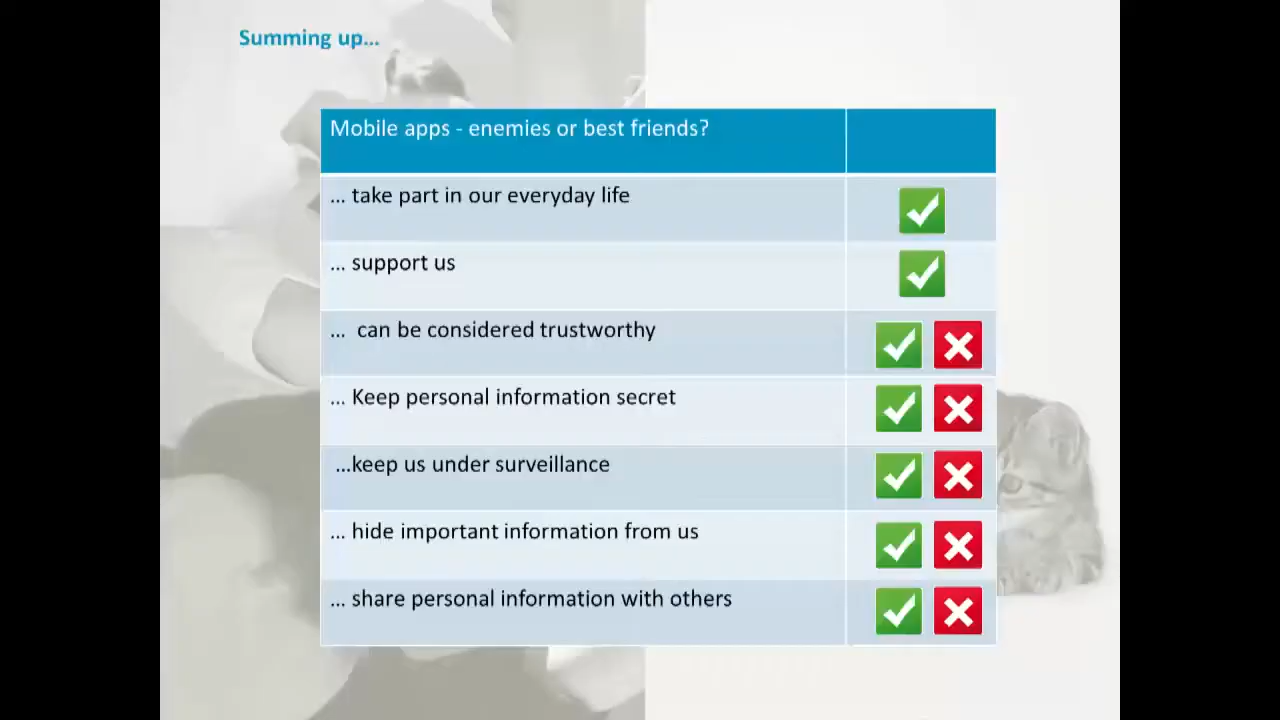 Summing up...
Mobile apps - enemies or best friends?
... take part in our everyday life
... support us
...  can be considered trustworthy
... Keep personal information secret
...keep us under surveillance
... hide important information from us
... share personal information with others